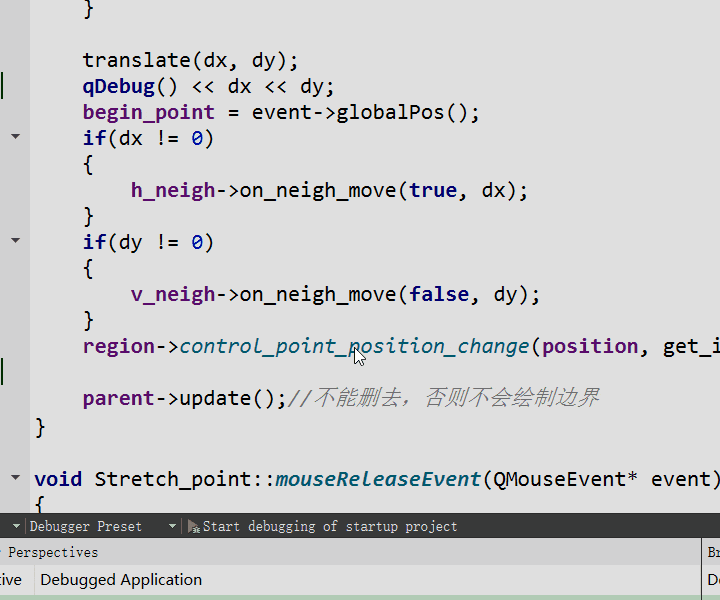 }
translate(dx, dy);
qDebug() << dx << dy;
begin_point = event->globalPos();
if(dx != 0)
{
h_neigh->on_neigh_move(true, dx);
}
if(dy != 0)
{
v_neigh->on_neigh_move(false, dy);
}
region->control_point_position_change(position, get_i
parent->update();//不能删去，否则不会绘制边界
}
void Stretch_point::mouseReleaseEvent(QMouseEvent* event)
{
Debugger Preset Start debugging of startup project
Perspectives Br
tive Debugged Application De